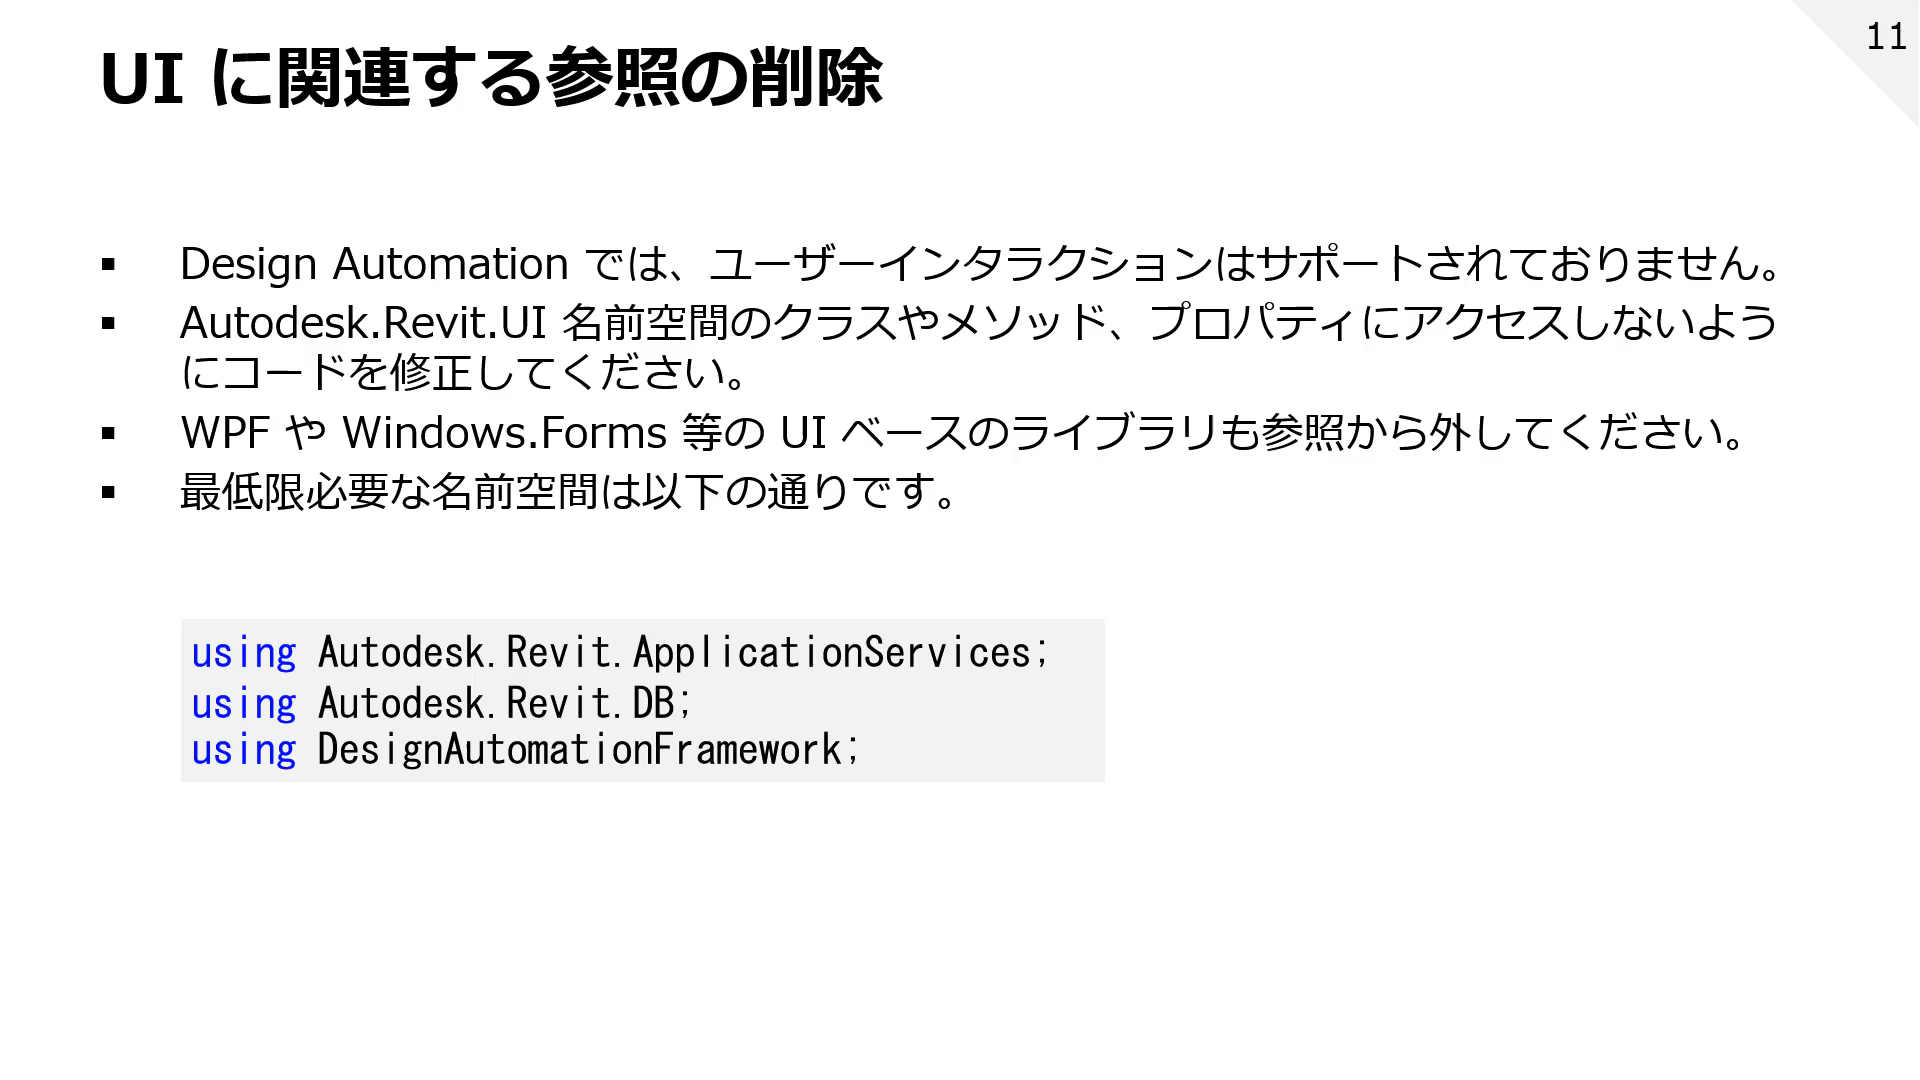 11
UI に関連する参照の削除
▪ Design Automation では、ユーザーインタラクションはサポートされておりません。
▪ Autodesk.Revit.UI 名前空間のクラスやメソッド、プロパティにアクセスしないよう
にコードを修正してください。
▪ WPF や Windows.Forms 等の UI ベースのライブラリも参照から外してください。
▪ 最低限必要な名前空間は以下の通りです。
using Autodesk.Revit.ApplicationServices;
using Autodesk.Revit.DB;
using DesignAutomationFramework;